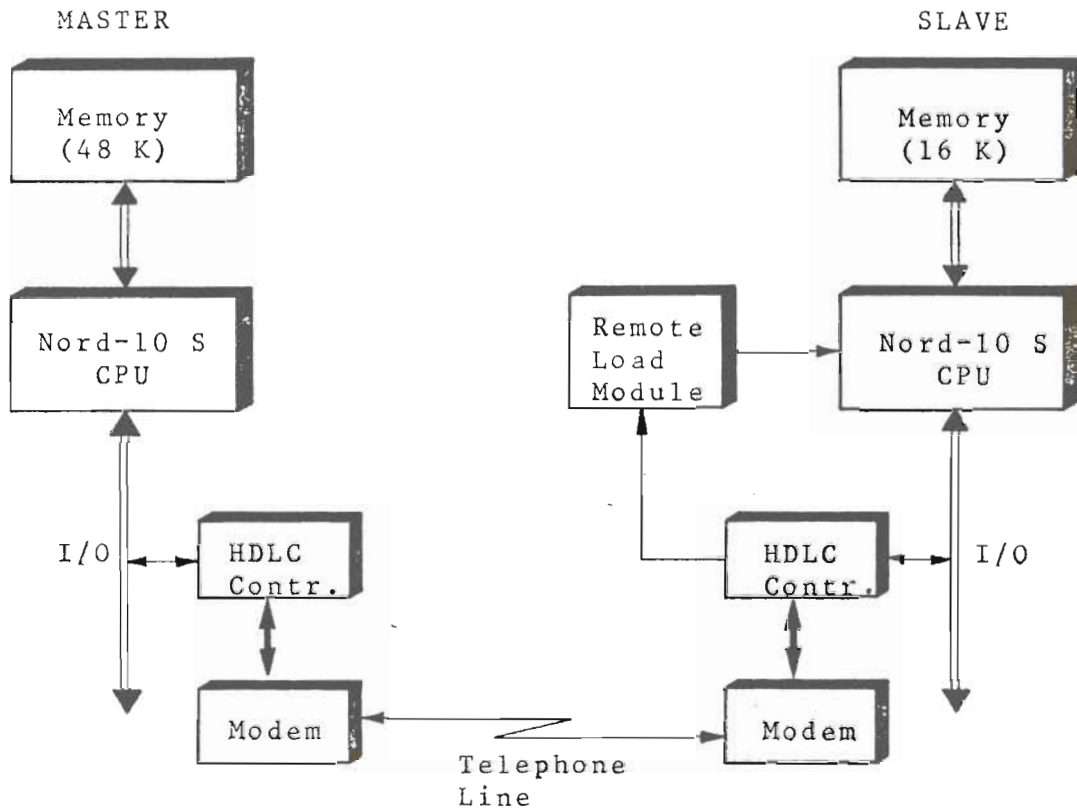 MASTER
SLAVE
Memory
(48 K)
Memory
(16 K)
Nord-10 S
CPU
Remote
Load
Module
Nord-10 S
CPU
I/O
HDLC
Contr.
HDLC
Contr.
I/O
Modem
Modem
Telephone
Line